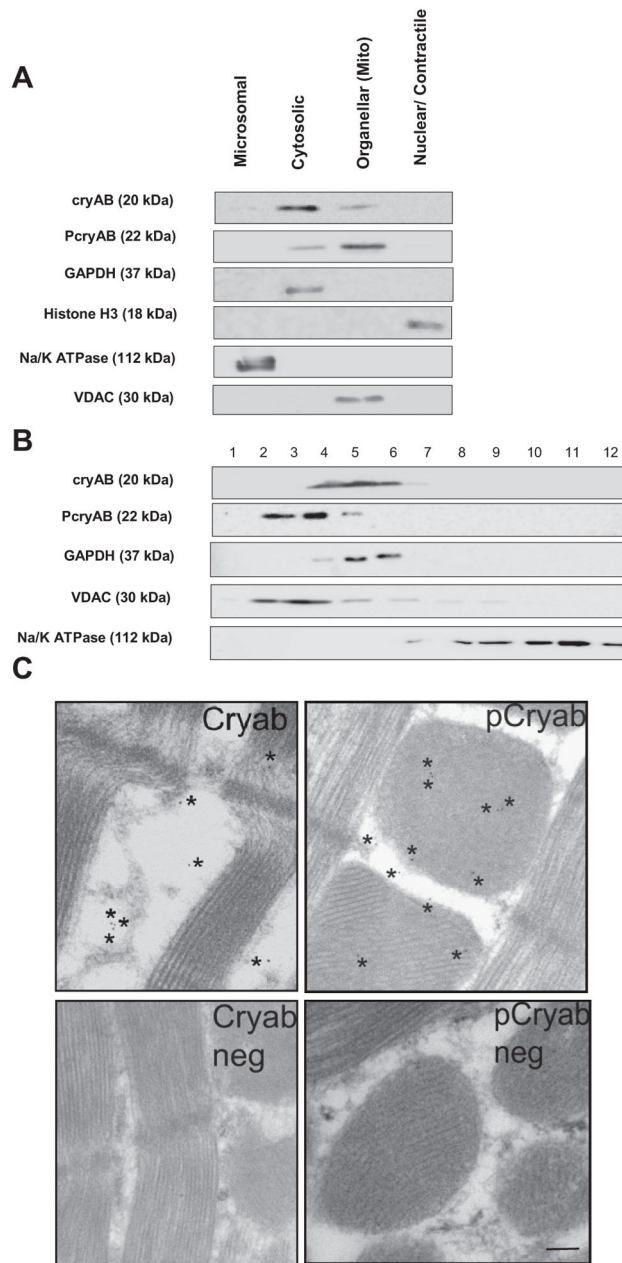 A
Microsomal
Cytosolic
Organellar (Mito)
Nuclear/ Contractile
cryAB (20 kDa)
PcryAB (22 kDa)
GAPDH (37 kDa)
Histone H3 (18 kDa)
Na/K ATPase (112 kDa)
VDAC (30 kDa)
B
1 2 3 4 5 6 7 8 9 10 11 12
cryAB (20 kDa)
PcryAB (22 kDa)
GAPDH (37 kDa)
VDAC (30 kDa)
Na/K ATPase (112 kDa)
C
Cryab
pCryab
Cryab
neg
pCryab
neg